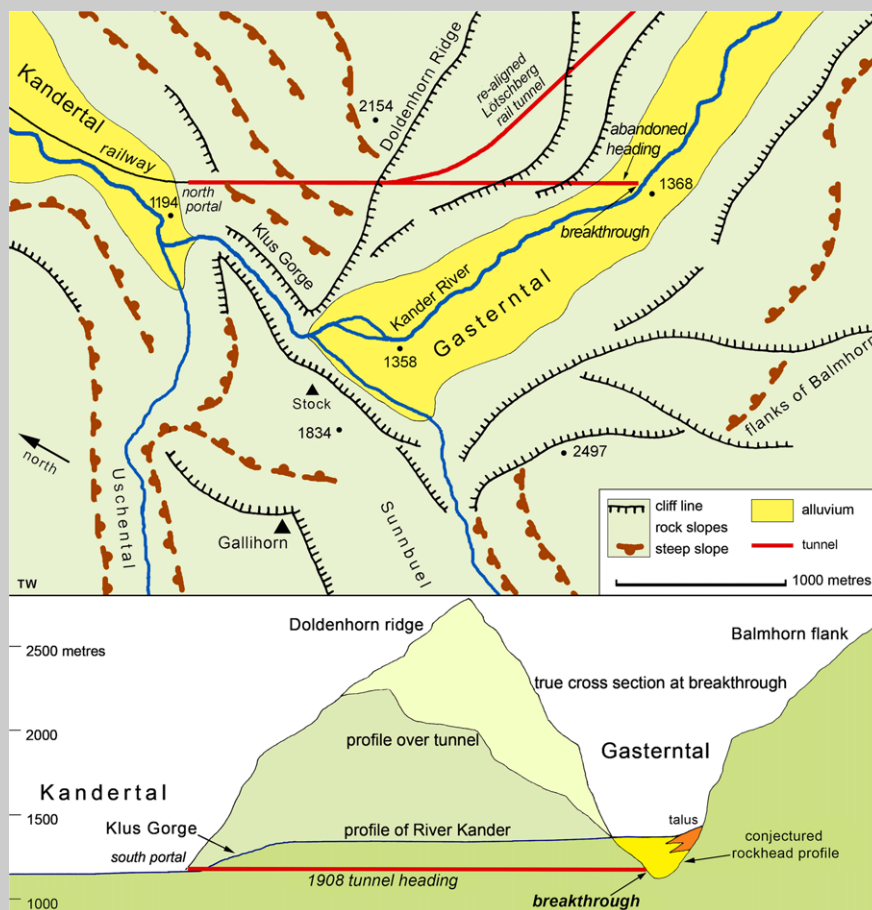 Kandertal
railway
north
portal
1194
2154
Doldenhorn Ridge
re-aligned
Lötschberg
rail tunnel
abandoned
heading
1368
breakthrough
Klus Gorge
Kander River
Gasterntal
1358
Stock
1834
flanks of Balmhorn
2497
north
Uschental
Gallihorn
Sunnbuel
TW
cliff line
rock slopes
steep slope
alluvium
tunnel
1000 metres
Doldenhorn ridge
Balmhorn flank
2500 metres
true cross section at breakthrough
2000
profile over tunnel
Gasterntal
Kandertal
1500
Klus Gorge
profile of River Kander
talus
south portal
conjectured
rockhead profile
1908 tunnel heading
breakthrough
1000